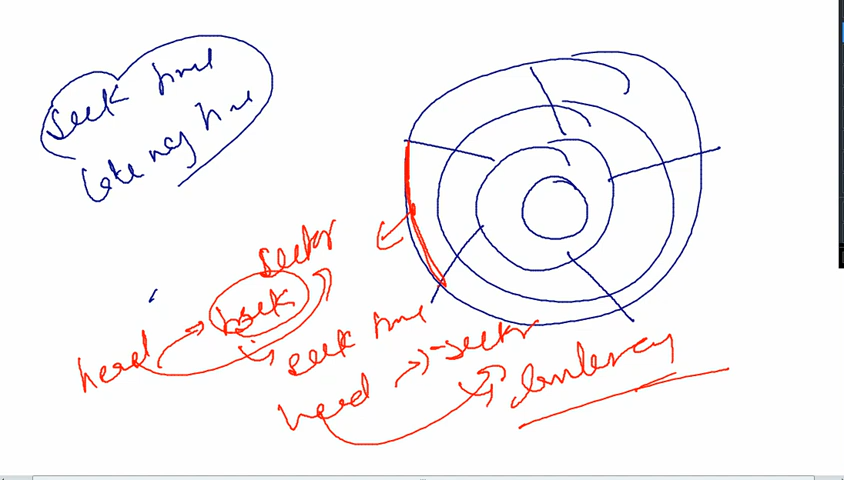 seek time
latency time
sector
head → track
seek time
head → sector
latency